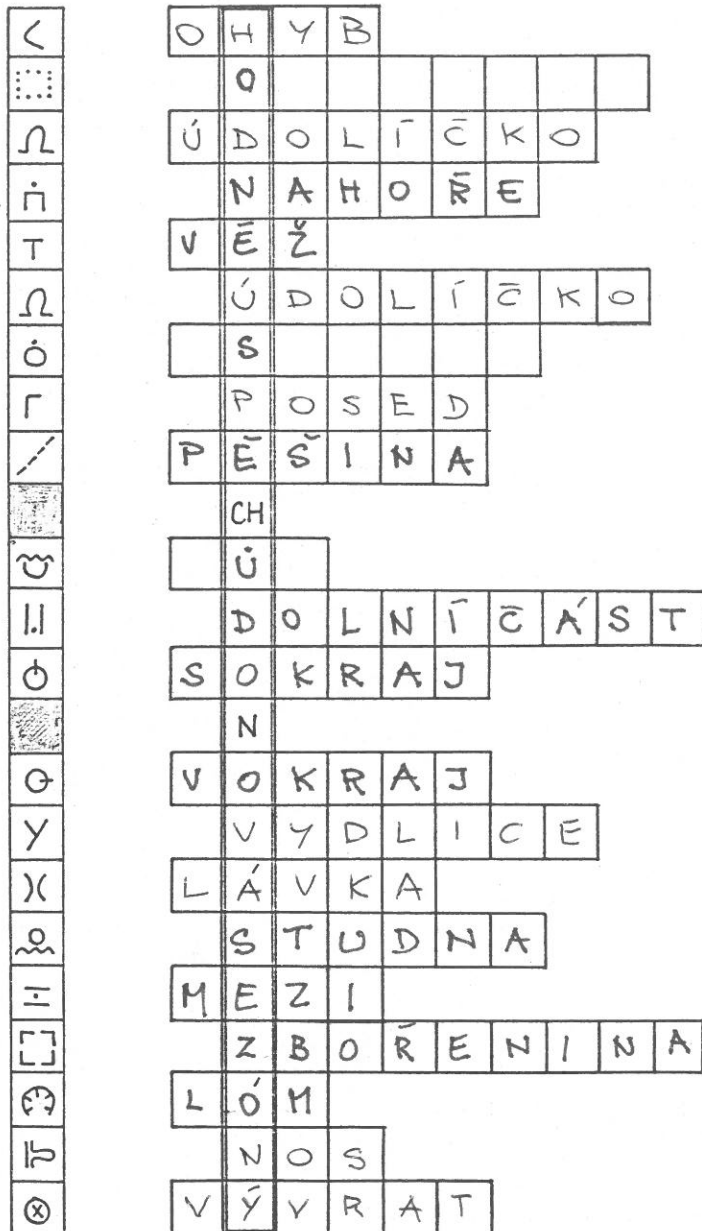 OHYB
O
ÚDOLÍČKO
NAHOŘE
VĚŽ
ÚDOLÍČKO
S
POSED
PĚŠINA
CH
Ů
DOLNÍČÁST
SOKRAJ
N
VOKRAJ
VYDLICE
LÁVKA
STUDNA
MEZI
ZBOŘENINA
LÓM
NOS
VÝVRAT